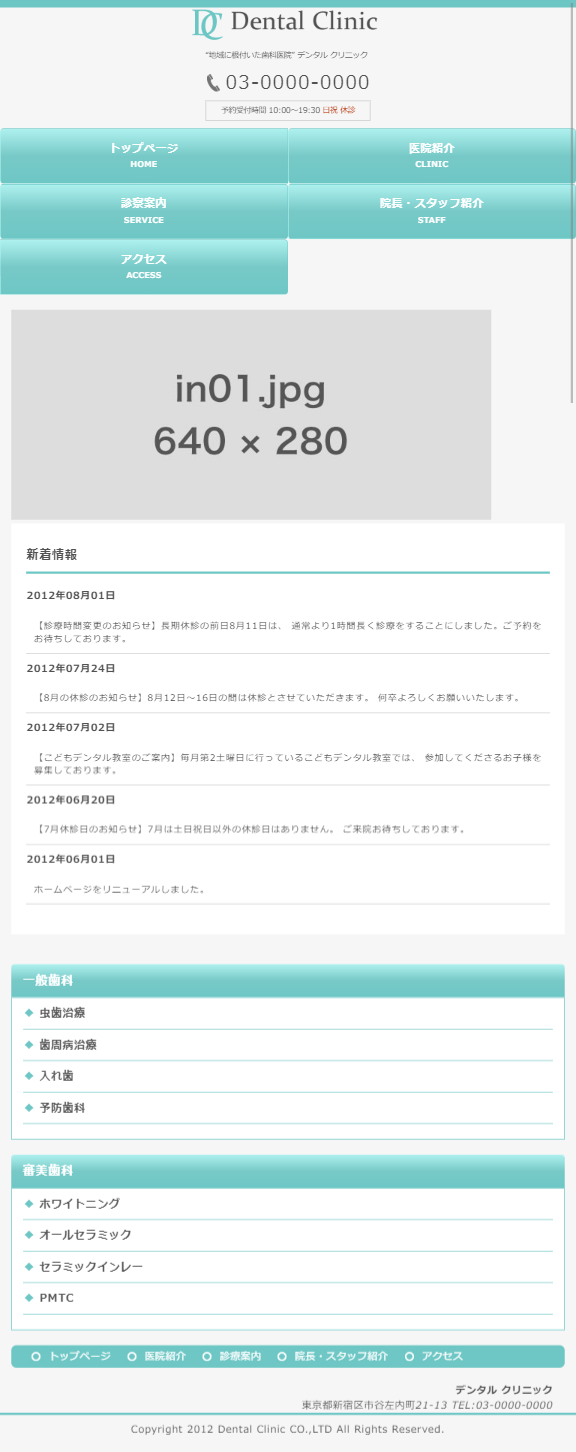 DC Dental Clinic
“地域に根付いた歯科医院” デンタル クリニック
03-0000-0000
予約受付時間 10:00～19:30 日祝 休診
トップページ
HOME
医院紹介
CLINIC
診察案内
SERVICE
院長・スタッフ紹介
STAFF
アクセス
ACCESS
in01.jpg
640 × 280
新着情報
2012年08月01日
【診療時間変更のお知らせ】長期休診の前日8月11日は、 通常より1時間長く診療をすることにしました。ご予約を
お待ちしております。
2012年07月24日
【8月の休診のお知らせ】8月12日～16日の間は休診とさせていただきます。 何卒よろしくお願いいたします。
2012年07月02日
【こどもデンタル教室のご案内】毎月第2土曜日に行っているこどもデンタル教室では、 参加してくださるお子様を
募集しております。
2012年06月20日
【7月休診日のお知らせ】7月は土日祝日以外の休診日はありません。 ご来院お待ちしております。
2012年06月01日
ホームページをリニューアルしました。
一般歯科
虫歯治療
歯周病治療
入れ歯
予防歯科
審美歯科
ホワイトニング
オールセラミック
セラミックインレー
PMTC
トップページ 医院紹介 診療案内 院長・スタッフ紹介 アクセス
デンタル クリニック
東京都新宿区市谷左内町21-13 TEL:03-0000-0000
Copyright 2012 Dental Clinic CO.,LTD All Rights Reserved.